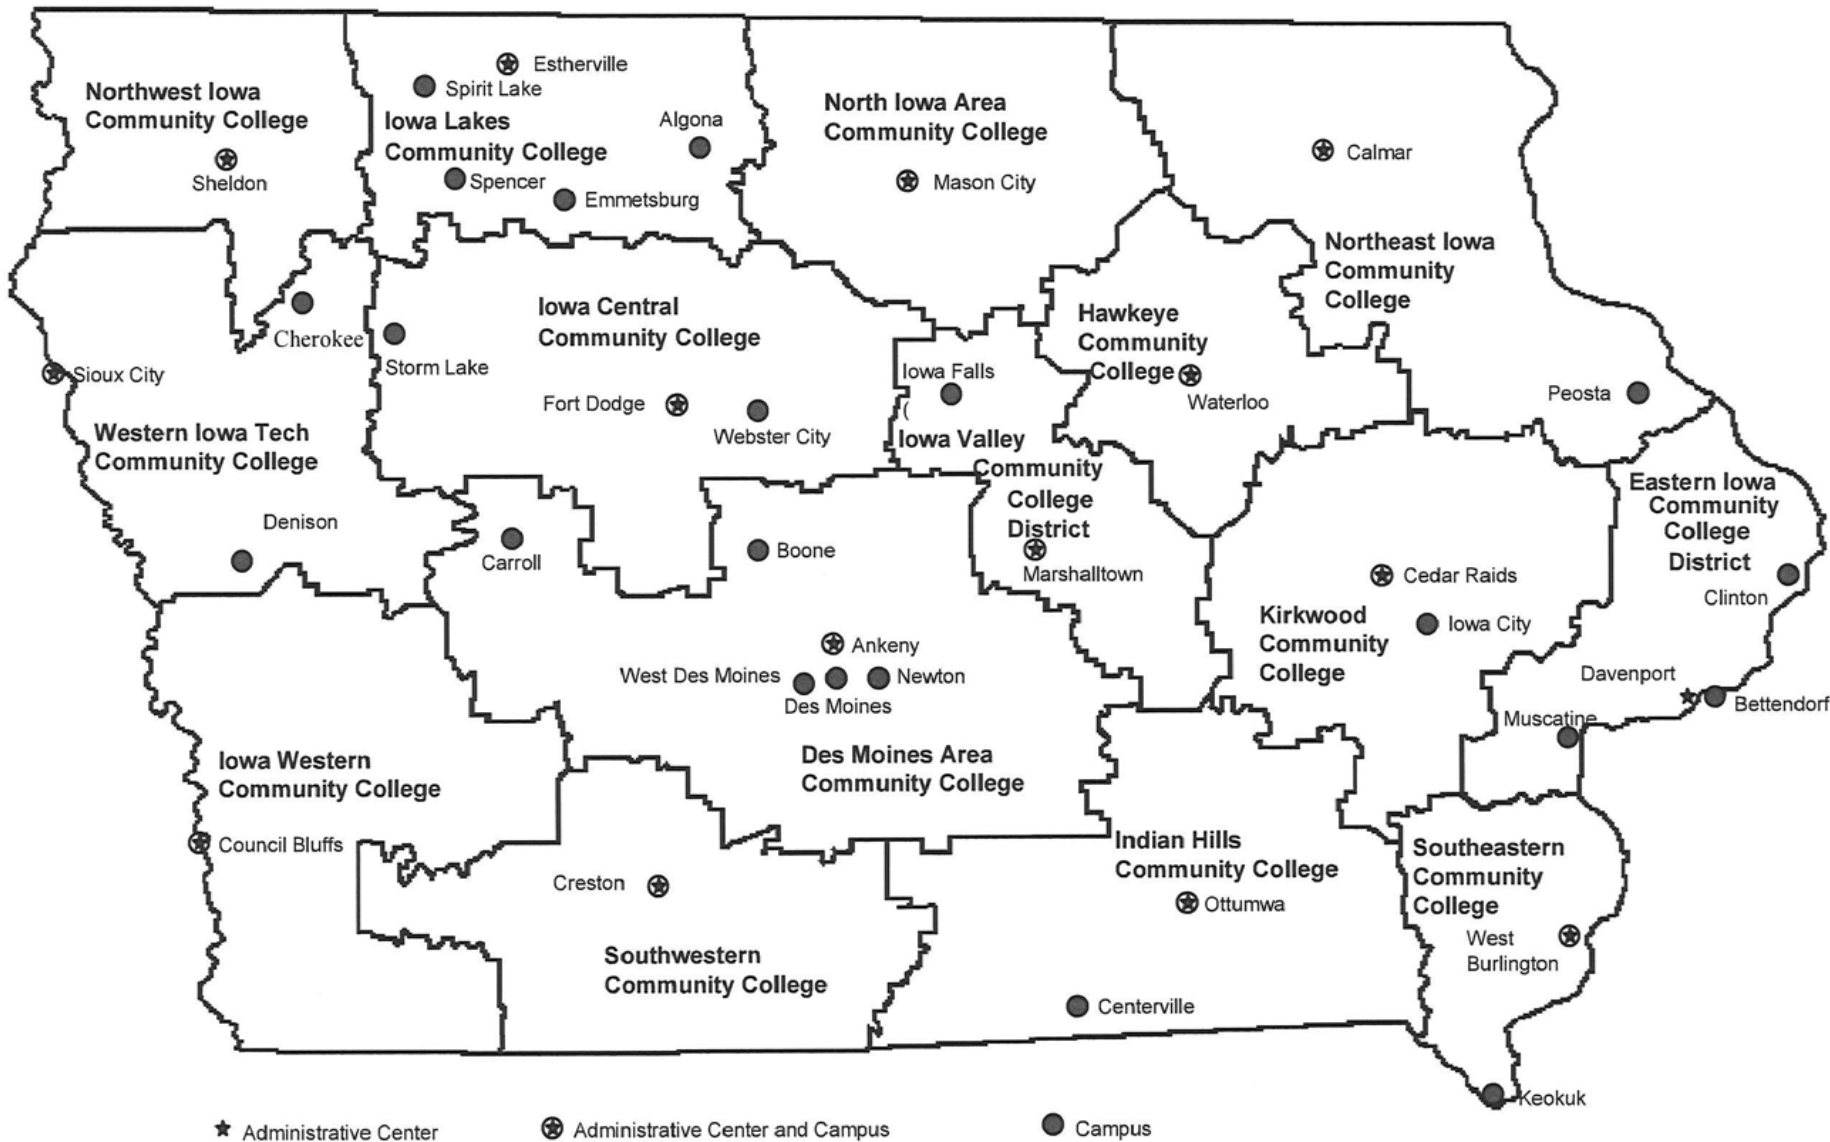 Estherville
Spirit Lake
Northwest Iowa
Community College
Iowa Lakes
Community College
Algona
North Iowa Area
Community College
Sheldon
Spencer
Emmetsburg
Mason City
Calmar
Northeast Iowa
Community
College
Iowa Central
Community College
Hawkeye
Community
College
Cherokee
Storm Lake
Sioux City
Iowa Falls
(
Waterloo
Peosta
Fort Dodge
Webster City
Western Iowa Tech
Community College
Iowa Valley
Community
College
District
Eastern Iowa
Community
College
District
Denison
Carroll
Boone
Marshalltown
Cedar Raids
Clinton
Kirkwood
Community
College
Iowa City
Ankeny
West Des Moines
Newton
Des Moines
Davenport
Bettendorf
Muscatine
Iowa Western
Community College
Des Moines Area
Community College
Council Bluffs
Indian Hills
Community College
Southeastern
Community
College
Creston
Ottumwa
West
Burlington
Southwestern
Community College
Centerville
Keokuk
Administrative Center
Administrative Center and Campus
Campus